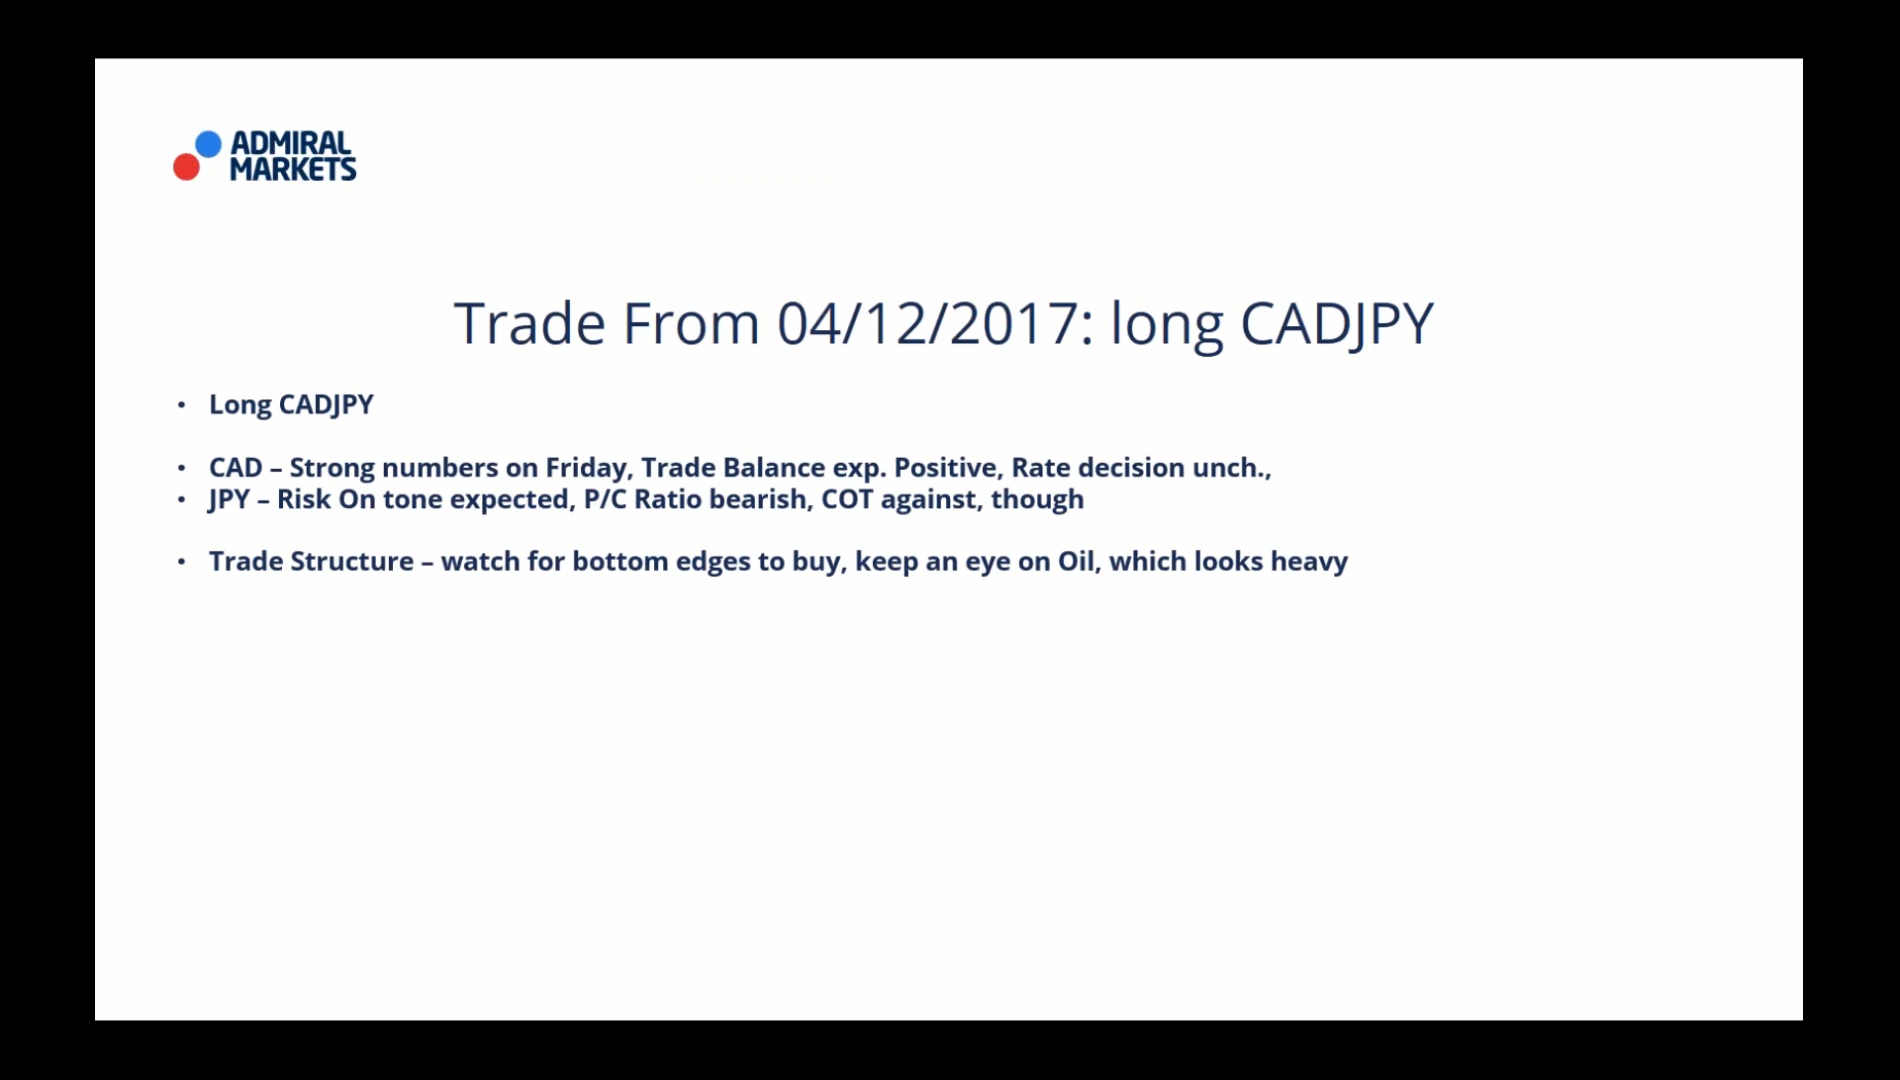 ADMIRAL
MARKETS
Trade From 04/12/2017: long CADJPY
• Long CADJPY
• CAD – Strong numbers on Friday, Trade Balance exp. Positive, Rate decision unch.,
• JPY – Risk On tone expected, P/C Ratio bearish, COT against, though
• Trade Structure – watch for bottom edges to buy, keep an eye on Oil, which looks heavy